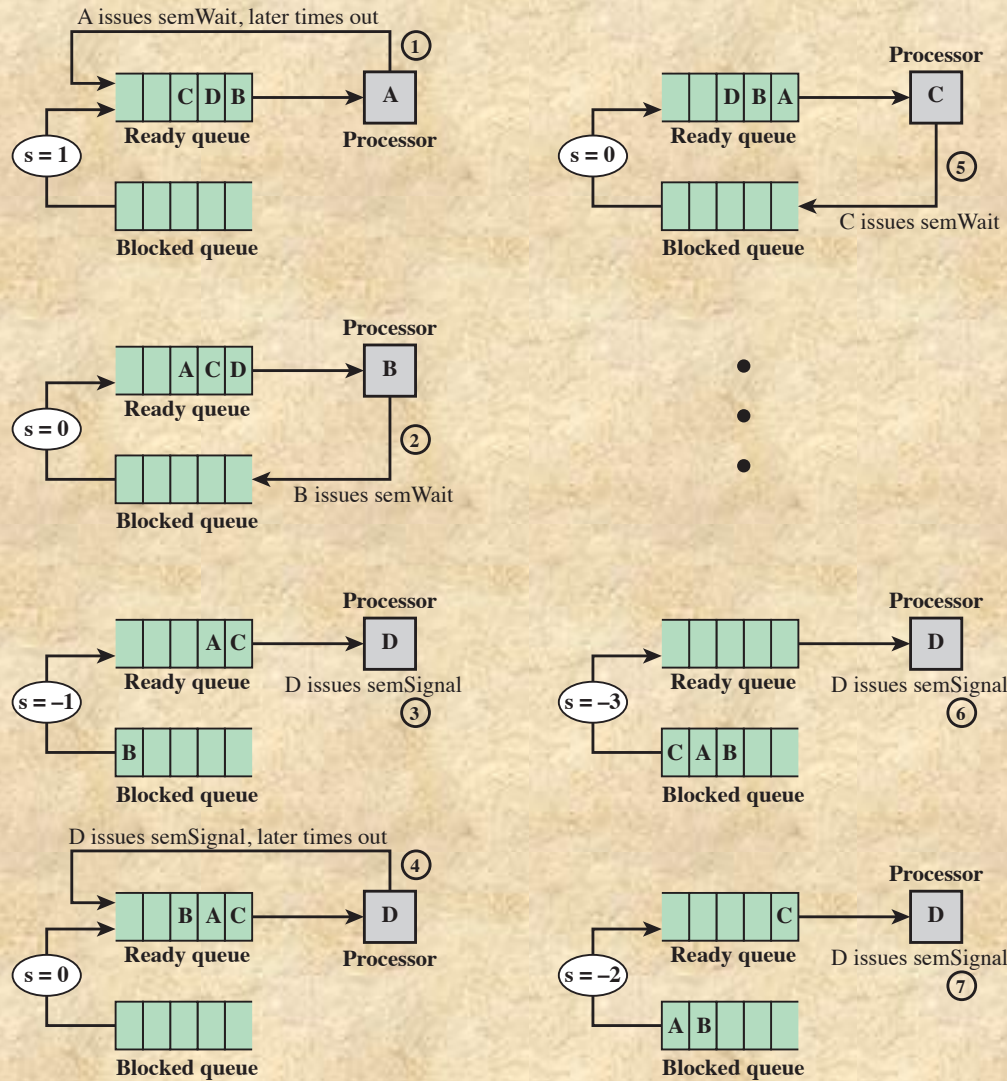 A issues semWait, later times out
1
C D B
A
Ready queue
Processor
s = 1
Blocked queue
Processor
B
A C D
Ready queue
s = 0
2
B issues semWait
Blocked queue
Processor
D
A C
Ready queue
D issues semSignal
3
s = –1
B
Blocked queue
D issues semSignal, later times out
4
B A C
D
Ready queue
Processor
s = 0
Blocked queue
Processor
C
D B A
Ready queue
s = 0
5
C issues semWait
Blocked queue
Processor
D
Ready queue
D issues semSignal
6
s = –3
C A B
Blocked queue
Processor
D
C
Ready queue
D issues semSignal
7
s = –2
A B
Blocked queue